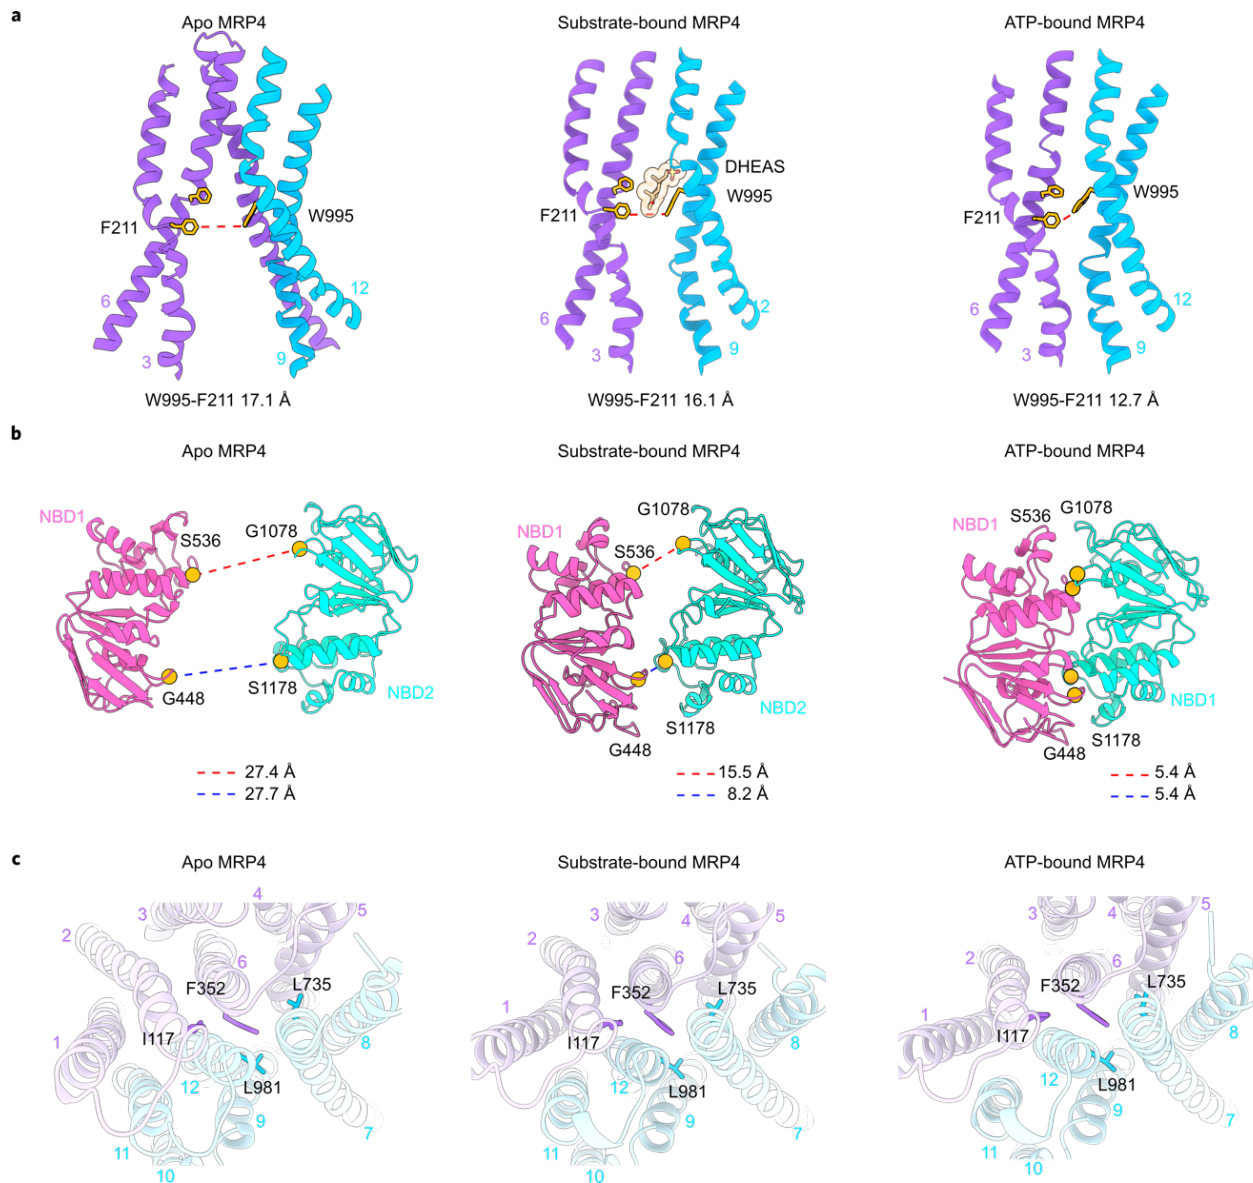 a
Apo MRP4
Substrate-bound MRP4
ATP-bound MRP4
DHEAS
W995
W995
W995
F211
F211
F211
6
3
9
12
6
3
9
12
6
3
9
12
W995-F211 17.1 Å
W995-F211 16.1 Å
W995-F211 12.7 Å
b
Apo MRP4
Substrate-bound MRP4
ATP-bound MRP4
NBD1
S536
G1078
G448
S1178
NBD2
27.4 Å
27.7 Å
NBD1
S536
G1078
G448
S1178
NBD2
15.5 Å
8.2 Å
NBD1
S536
G1078
G448
S1178
NBD1
5.4 Å
5.4 Å
c
Apo MRP4
Substrate-bound MRP4
ATP-bound MRP4
4
3
5
2
6
F352
L735
1
I117
8
12
L981
9
7
11
10
3
4
5
2
6
F352
L735
1
I117
8
12
L981
9
7
11
10
3
4
5
2
6
F352
L735
1
I117
8
12
L981
9
7
11
10